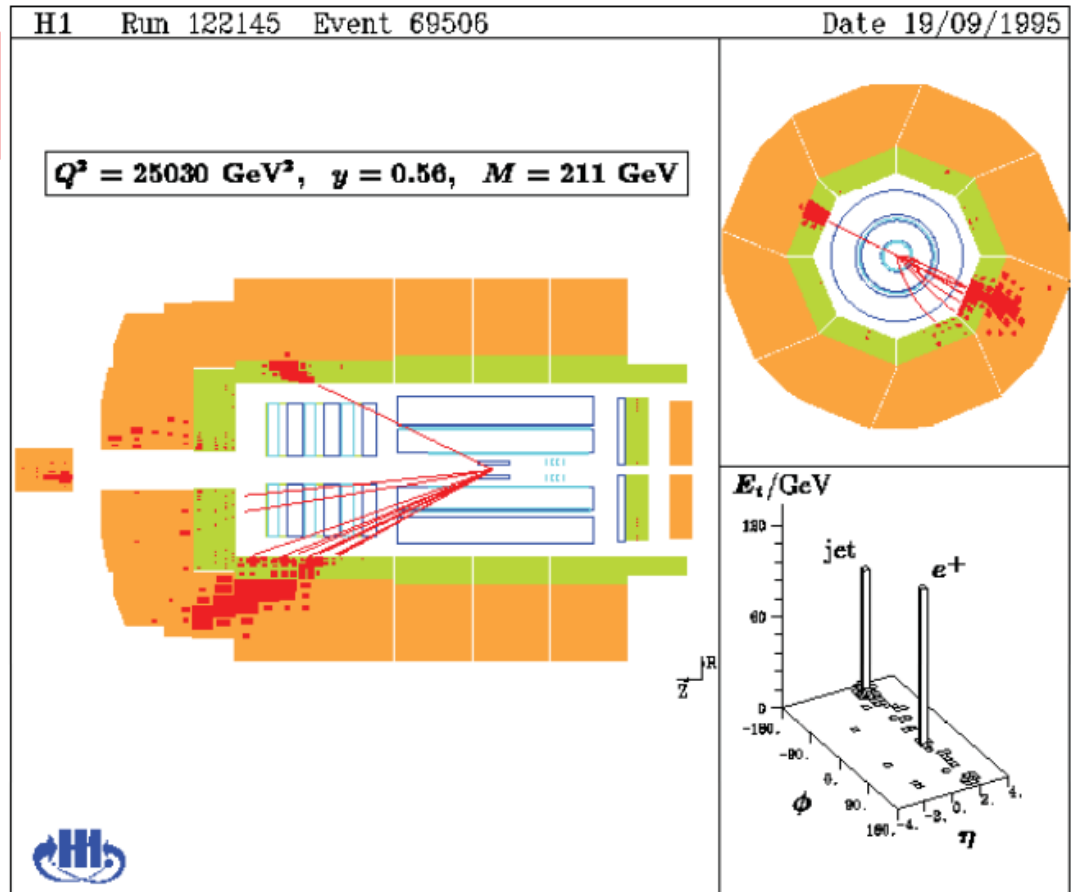 H1 Run 122145 Event 69506 Date 19/09/1995
Q² = 25030 GeV², y = 0.56, M = 211 GeV
R
Z
E_t/GeV
120
jet
e⁺
60
0
-180.
-90.
0.
90.
180.
ϕ
-4.
-2.
0.
2.
4.
η
H1